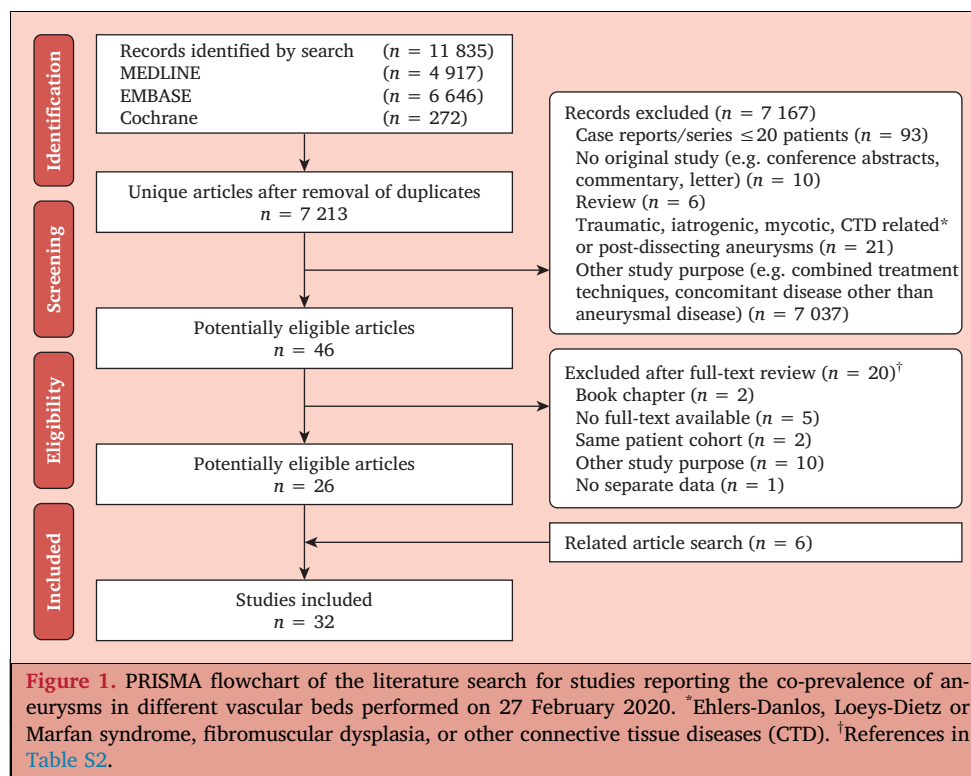 Identification
Records identified by search (n = 11 835)
MEDLINE (n = 4 917)
EMBASE (n = 6 646)
Cochrane (n = 272)
Unique articles after removal of duplicates
n = 7 213
Records excluded (n = 7 167)
Case reports/series ≤20 patients (n = 93)
No original study (e.g. conference abstracts,
commentary, letter) (n = 10)
Review (n = 6)
Traumatic, iatrogenic, mycotic, CTD related*
or post-dissecting aneurysms (n = 21)
Other study purpose (e.g. combined treatment
techniques, concomitant disease other than
aneurysmal disease) (n = 7 037)
Screening
Potentially eligible articles
n = 46
Excluded after full-text review (n = 20)†
Book chapter (n = 2)
No full-text available (n = 5)
Same patient cohort (n = 2)
Other study purpose (n = 10)
No separate data (n = 1)
Eligibility
Potentially eligible articles
n = 26
Related article search (n = 6)
Included
Studies included
n = 32
Figure 1. PRISMA flowchart of the literature search for studies reporting the co-prevalence of an-
eurysms in different vascular beds performed on 27 February 2020. *Ehlers-Danlos, Loeys-Dietz or
Marfan syndrome, fibromuscular dysplasia, or other connective tissue diseases (CTD). †References in
Table S2.